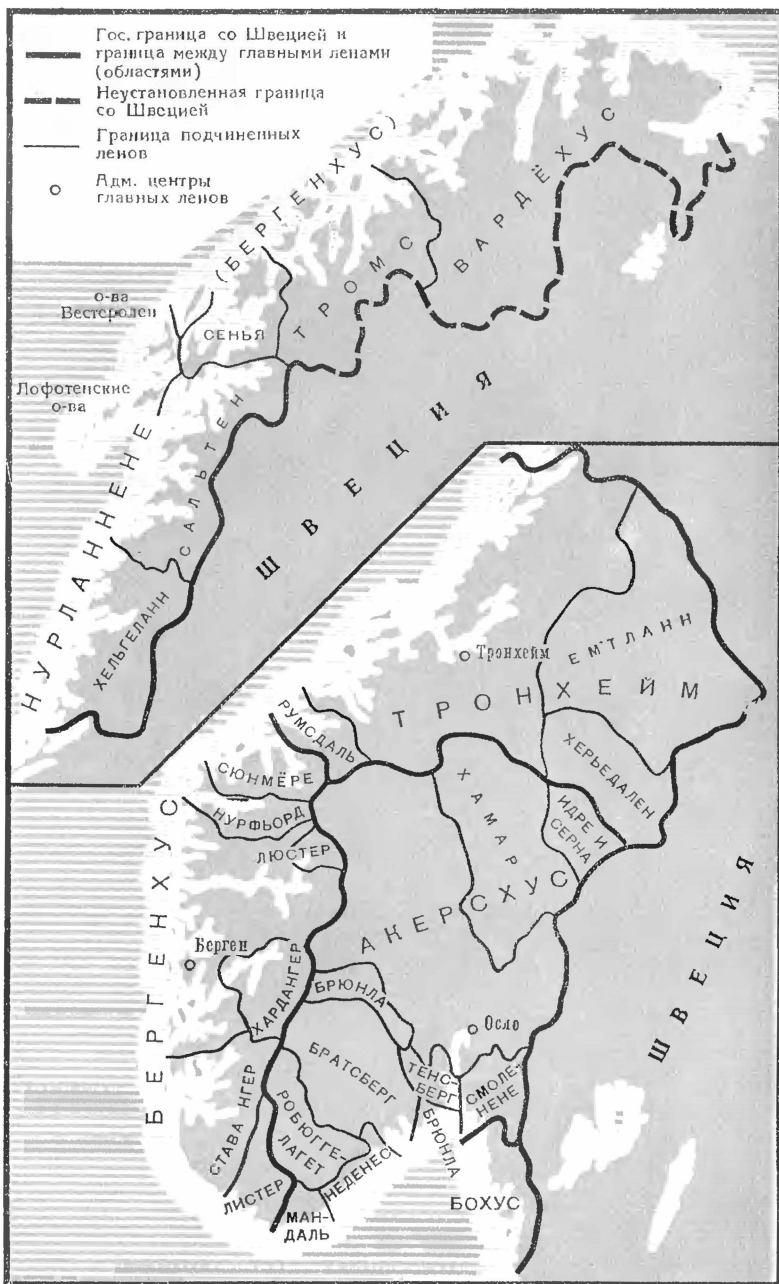 Гос. граница со Швецией и
граница между главными ленами
(областями)
Неустановленная граница
со Швецией
Граница подчиненных
ленов
Адм. центры
главных ленов
НУРЛАННЕНЕ (БЕРГЕНХУС)
о-ва
Вестеролен
Лофотенские
о-ва
СЕНЬЯ
ТРОМС
ВАРДЁХУС
САЛЬТЕН
ХЕЛЬГЕЛАНН
ШВЕЦИЯ
Тронхейм
ЕМТЛАНН
ТРОНХЕЙМ
РУМСДАЛЬ
ХЕРЬЕДАЛЕН
СЮНМЁРЕ
НУРФЬОРД
ЛЮСТЕР
ХАМАР
ИДРЕ И
СЕРНА
АКЕРСХУС
БЕРГЕНХУС
Берген
ХАРДАНГЕР
БРЮНЛА
Осло
ШВЕЦИЯ
БРАТСБЕРГ
ТЕНС-
БЕРГ
СМОЛЕ-
НЕНЕ
СТАВАНГЕР
РОБЮГГЕ-
ЛАГЕТ
БРЮНЛА
НЕДЕНЕС
ЛИСТЕР
МАН-
ДАЛЬ
БОХУС